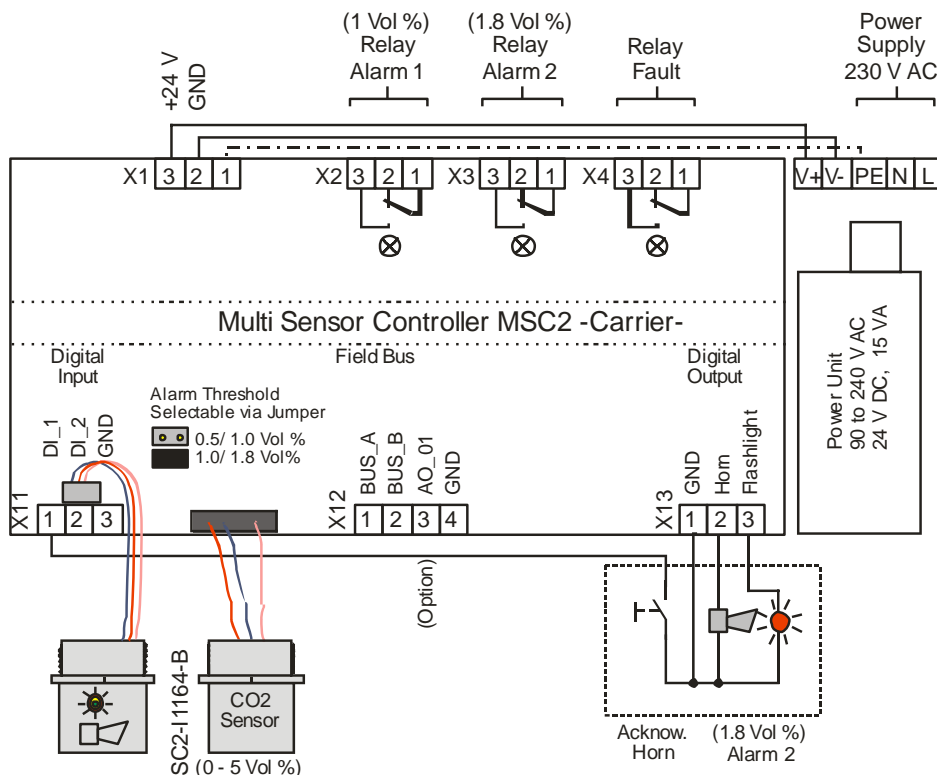 (1 Vol %)
Relay
Alarm 1
(1.8 Vol %)
Relay
Alarm 2
Relay
Fault
Power
Supply
230 V AC
+24 V
GND
X1 3 2 1
X2 3 2 1
X3 3 2 1
X4 3 2 1
V+ V- PE N L
Multi Sensor Controller MSC2 -Carrier-
Digital
Input
Field Bus
Digital
Output
Power Unit
90 to 240 V AC
24 V DC, 15 VA
Alarm Threshold
Selectable via Jumper
0.5/ 1.0 Vol %
1.0/ 1.8 Vol%
DI_1
DI_2
GND
X11
1 2 3
BUS_A
BUS_B
AO_01
GND
X12
1 2 3 4
(Option)
GND
Horn
Flashlight
X13
1 2 3
SC2-I1164-B
CO2
Sensor
(0 - 5 Vol %)
Acknow.
Horn
(1.8 Vol %)
Alarm 2